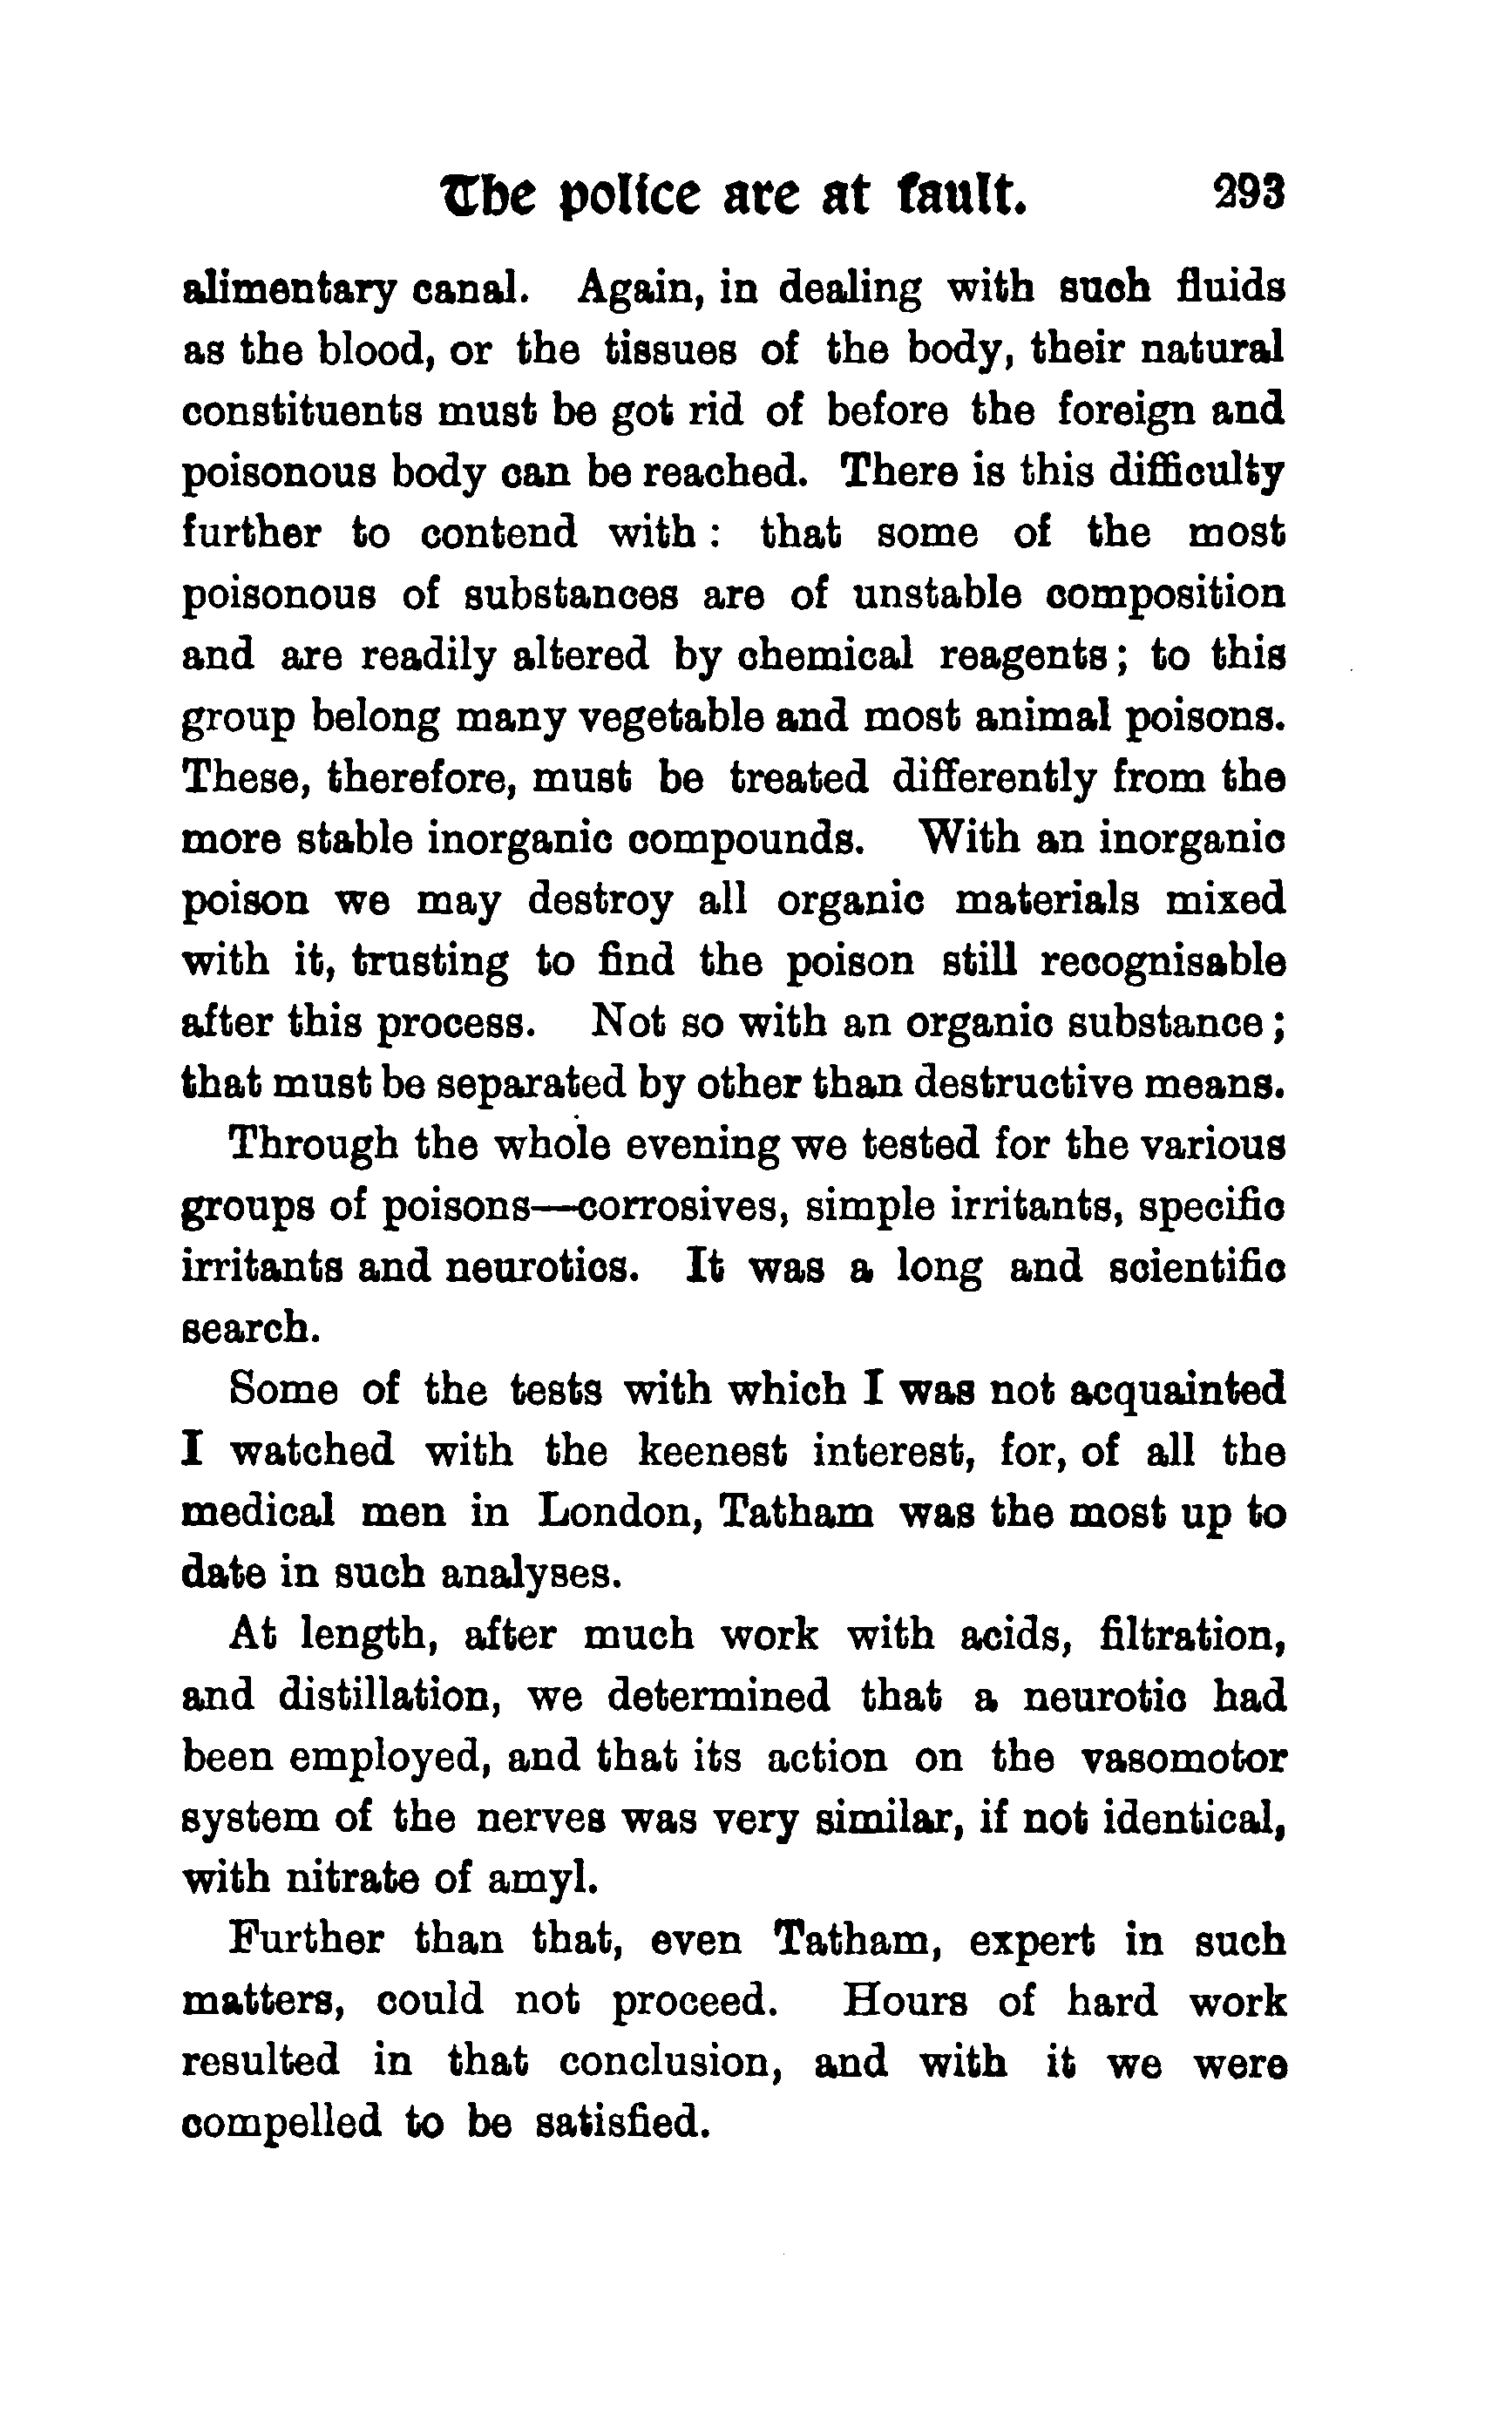 The police are at fault. 293
alimentary canal. Again, in dealing with such fluids
as the blood, or the tissues of the body, their natural
constituents must be got rid of before the foreign and
poisonous body can be reached. There is this difficulty
further to contend with : that some of the most
poisonous of substances are of unstable composition
and are readily altered by chemical reagents ; to this
group belong many vegetable and most animal poisons.
These, therefore, must be treated differently from the
more stable inorganic compounds. With an inorganic
poison we may destroy all organic materials mixed
with it, trusting to find the poison still recognisable
after this process. Not so with an organic substance ;
that must be separated by other than destructive means.
Through the whole evening we tested for the various
groups of poisons—corrosives, simple irritants, specific
irritants and neurotics. It was a long and scientific
search.
Some of the tests with which I was not acquainted
I watched with the keenest interest, for, of all the
medical men in London, Tatham was the most up to
date in such analyses.
At length, after much work with acids, filtration,
and distillation, we determined that a neurotic had
been employed, and that its action on the vasomotor
system of the nerves was very similar, if not identical,
with nitrate of amyl.
Further than that, even Tatham, expert in such
matters, could not proceed. Hours of hard work
resulted in that conclusion, and with it we were
compelled to be satisfied.